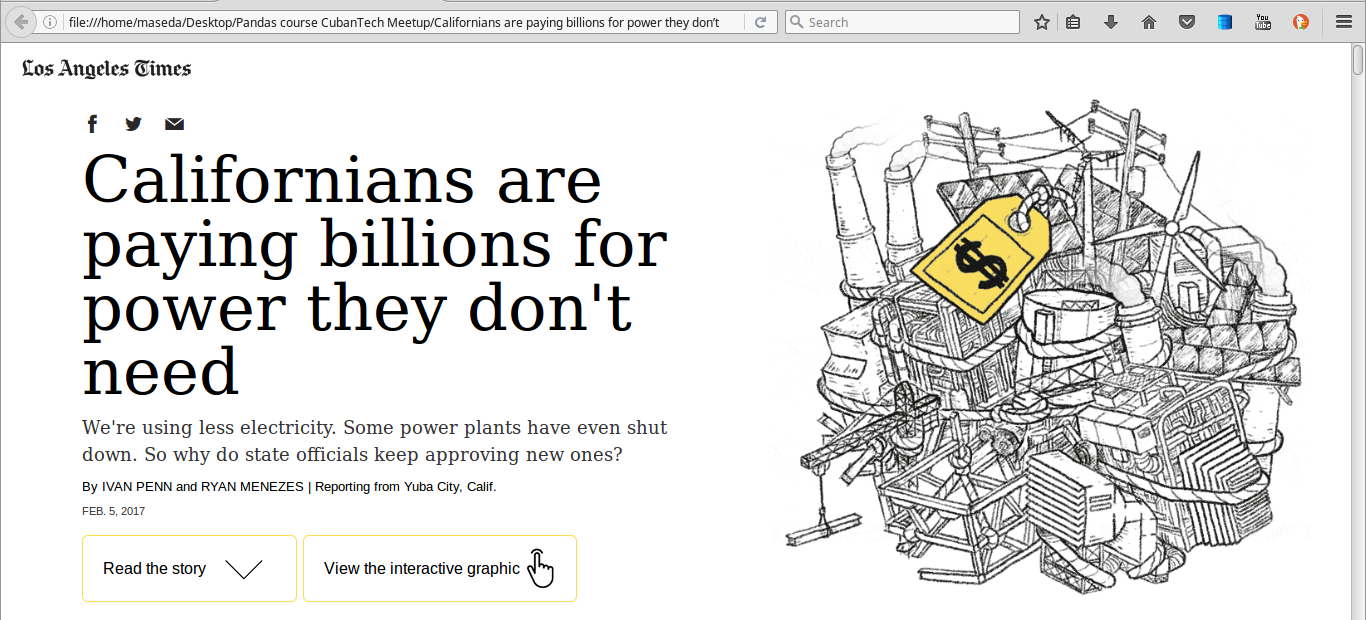 file:///home/maseda/Desktop/Pandas course CubanTech Meetup/Californians are paying billions for power they don't
Search
You
Tube
Los Angeles Times
Californians are
paying billions for
power they don't
need
$
We're using less electricity. Some power plants have even shut
down. So why do state officials keep approving new ones?
By IVAN PENN and RYAN MENEZES | Reporting from Yuba City, Calif.
FEB. 5, 2017
Read the story
View the interactive graphic